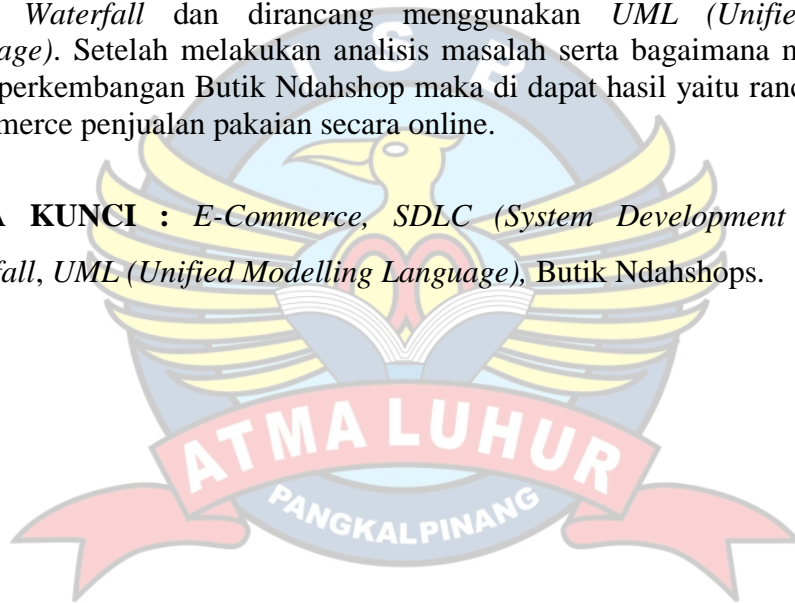 Waterfall dan dirancang menggunakan UML (Unifie
age). Setelah melakukan analisis masalah serta bagaimana m
perkembangan Butik Ndahshop maka di dapat hasil yaitu ranc
merce penjualan pakaian secara online.
A KUNCI : E-Commerce, SDLC (System Development
fall, UML (Unified Modelling Language), Butik Ndahshops.
I S B
ATMA LUHUR
PANGKALPINANG